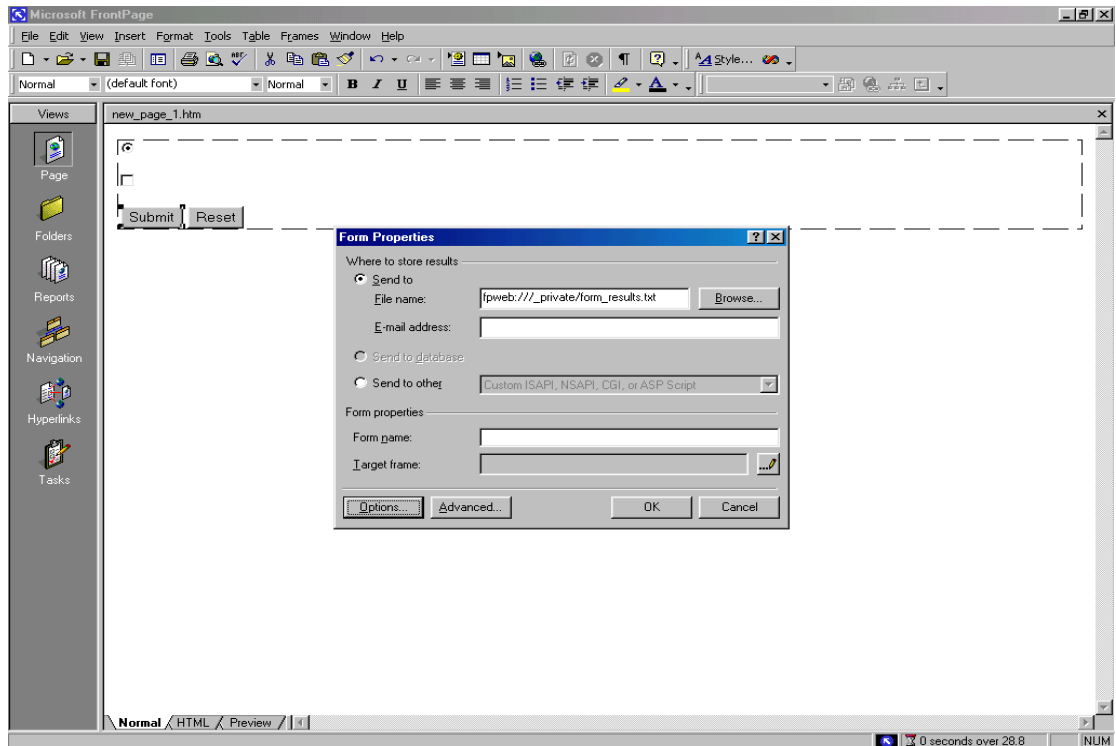 Microsoft FrontPage
File Edit View Insert Format Tools Table Frames Window Help
ABC Style...
Normal (default font) Normal B I U A
Views new_page_1.htm
Page
Submit Reset
Folders
Reports
Navigation
Hyperlinks
Tasks
Form Properties
Where to store results
Send to
File name: fpweb:///_private/form_results.txt Browse...
E-mail address:
Send to database
Send to other Custom ISAPI, NSAPI, CGI, or ASP Script
Form properties
Form name:
Target frame:
Options... Advanced... OK Cancel
Normal HTML Preview
0 seconds over 28.8 NUM